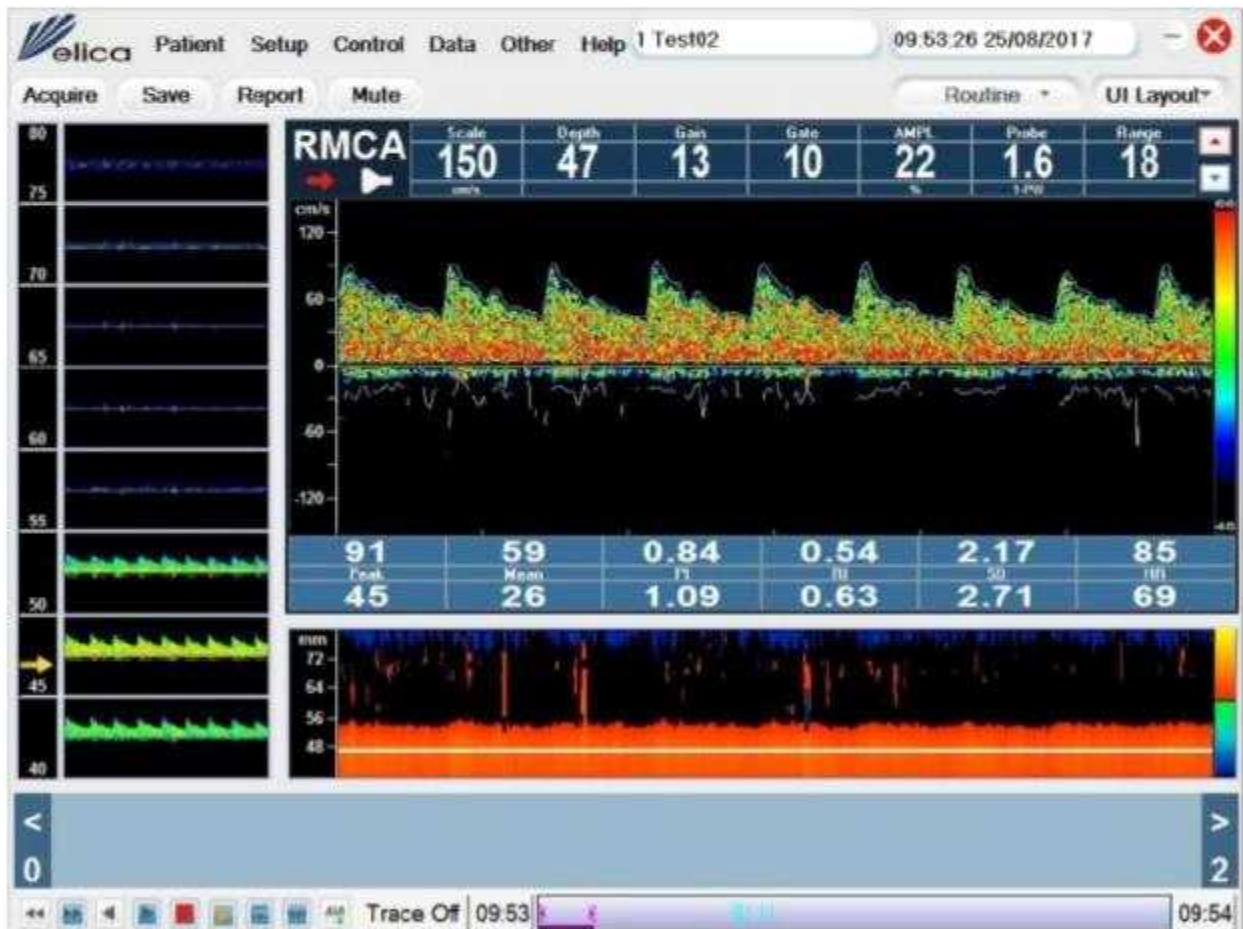 elica Patient Setup Control Data Other Help 1 Test02 09:53:26 25/08/2017
Acquire Save Report Mute Routine UI Layout
RMCA
Scale Depth Gain Gate AMPL Probe Range
150 47 13 10 22 1.6 18
cm/s %
80
75
70
65
60
55
50
45
40
cm/s
120
60
0
-60
-120
91 59 0.84 0.54 2.17 85
Peak Mean PI RI SD HR
45 26 1.09 0.63 2.71 69
mm
72
64
56
48
< >
0 2
Trace Off 09:53 09:54